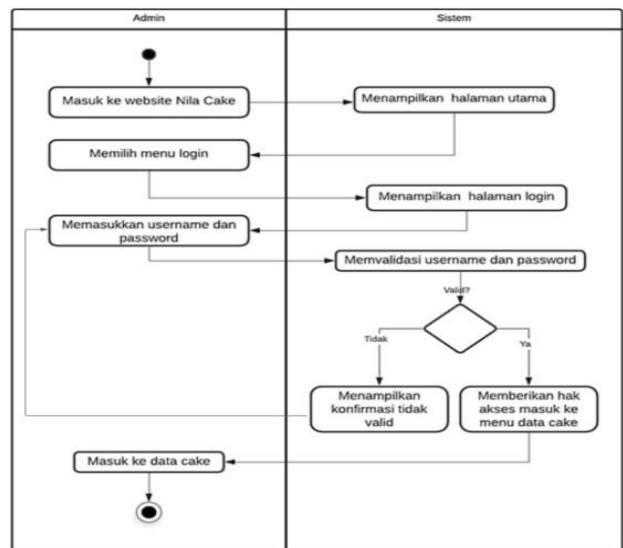 Admin
Sistem
Masuk ke website Nila Cake
Menampilkan halaman utama
Memilih menu login
Menampilkan halaman login
Memasukkan username dan
password
Memvalidasi username dan password
Valid?
Tidak
Ya
Menampilkan
konfirmasi tidak
valid
Memberikan hak
akses masuk ke
menu data cake
Masuk ke data cake